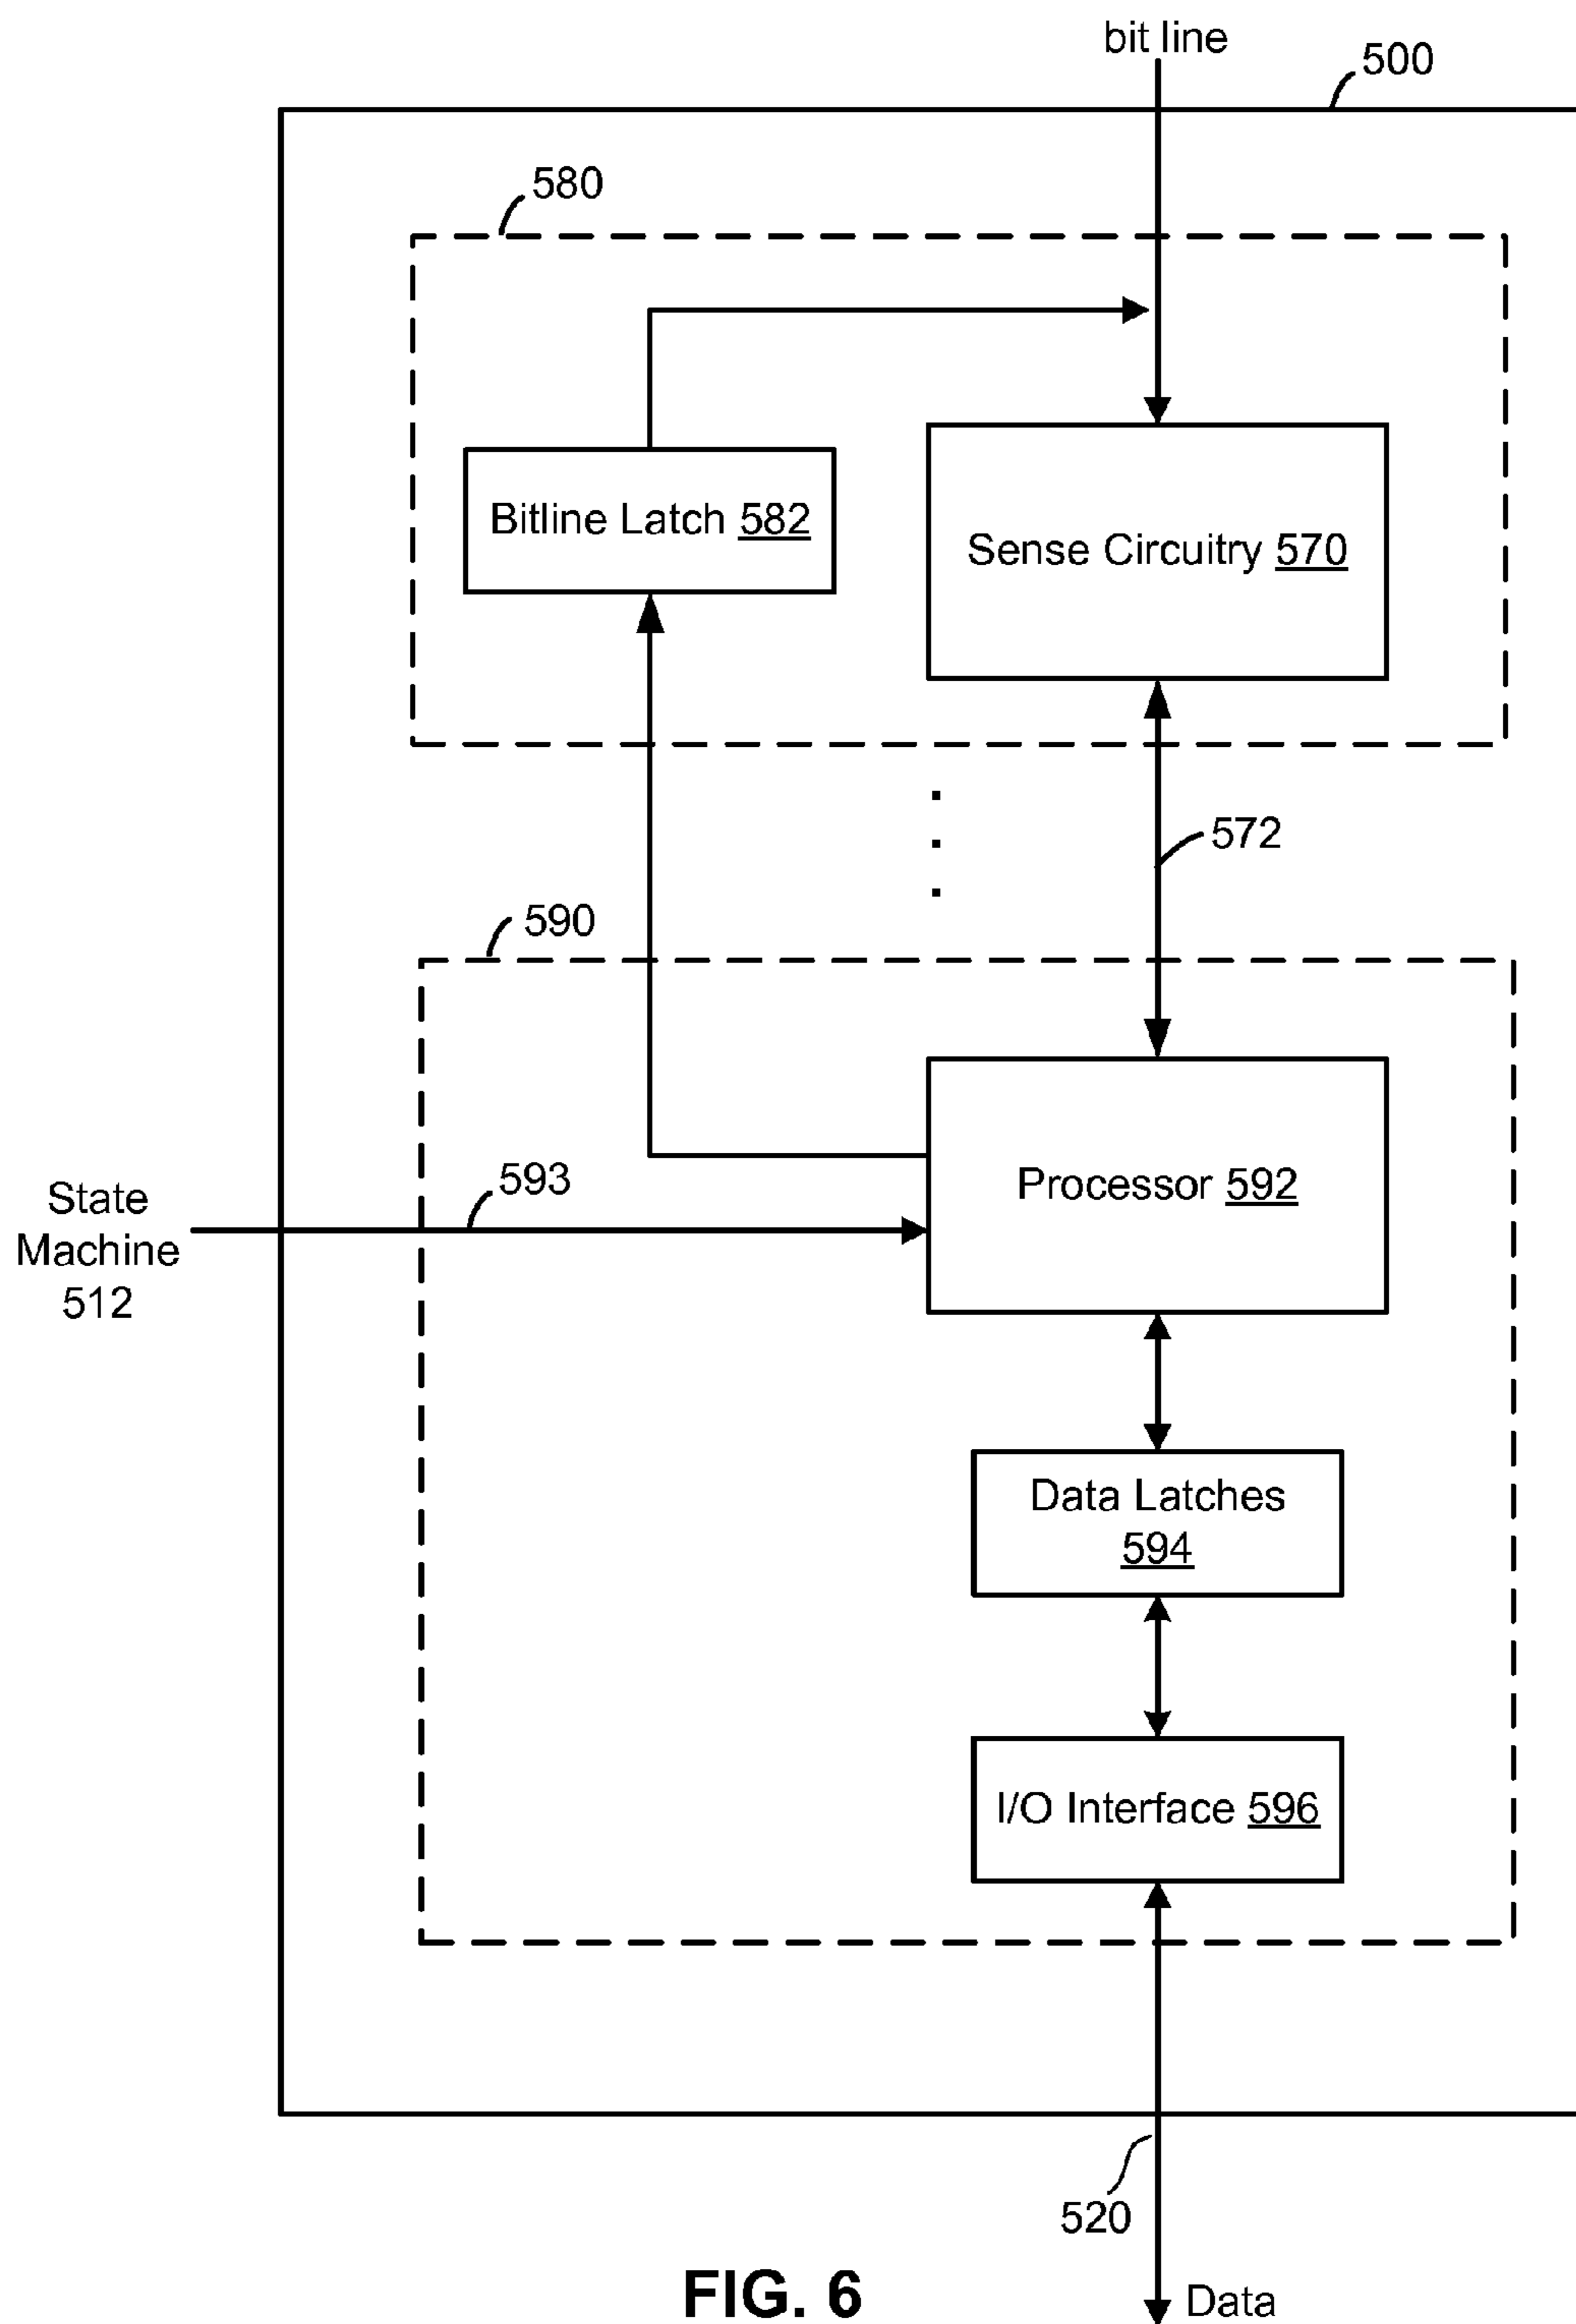 bit line
500
580
Bitline Latch 582
Sense Circuitry 570
572
590
593
State
Machine
512
Processor 592
Data Latches
594
I/O Interface 596
520
Data
FIG. 6